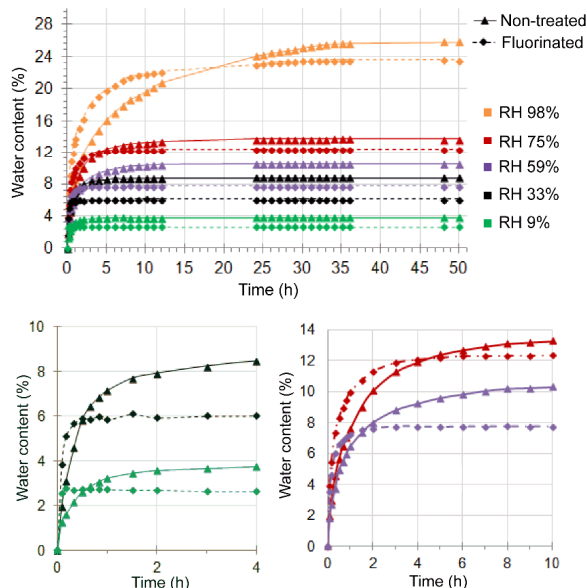 Non-treated
Fluorinated
RH 98%
RH 75%
RH 59%
RH 33%
RH 9%
Water content (%)
28
24
20
16
12
8
4
0
0 5 10 15 20 25 30 35 40 45 50
Time (h)
Water content (%)
10
8
6
4
2
0
0 2 4
Time (h)
Water content (%)
14
12
10
8
6
4
2
0
0 2 4 6 8 10
Time (h)